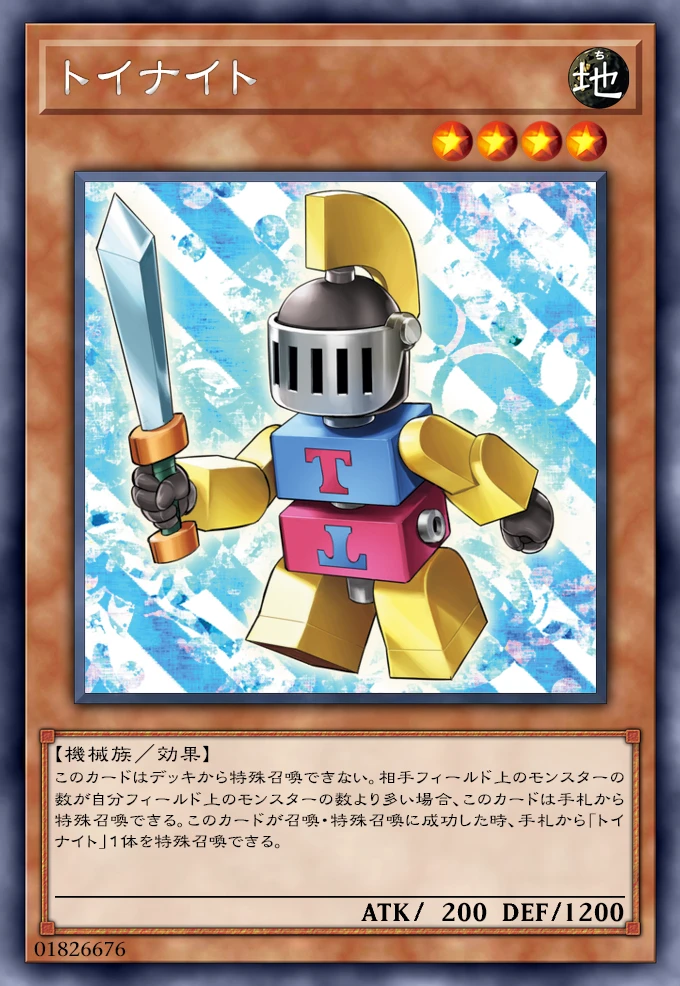 トイナイト
ち
地
T
T
【機械族／効果】
このカードはデッキから特殊召喚できない。相手フィールド上のモンスターの
数が自分フィールド上のモンスターの数より多い場合、このカードは手札から
特殊召喚できる。このカードが召喚・特殊召喚に成功した時、手札から「トイ
ナイト」1体を特殊召喚できる。
ATK/ 200 DEF/1200
01826676